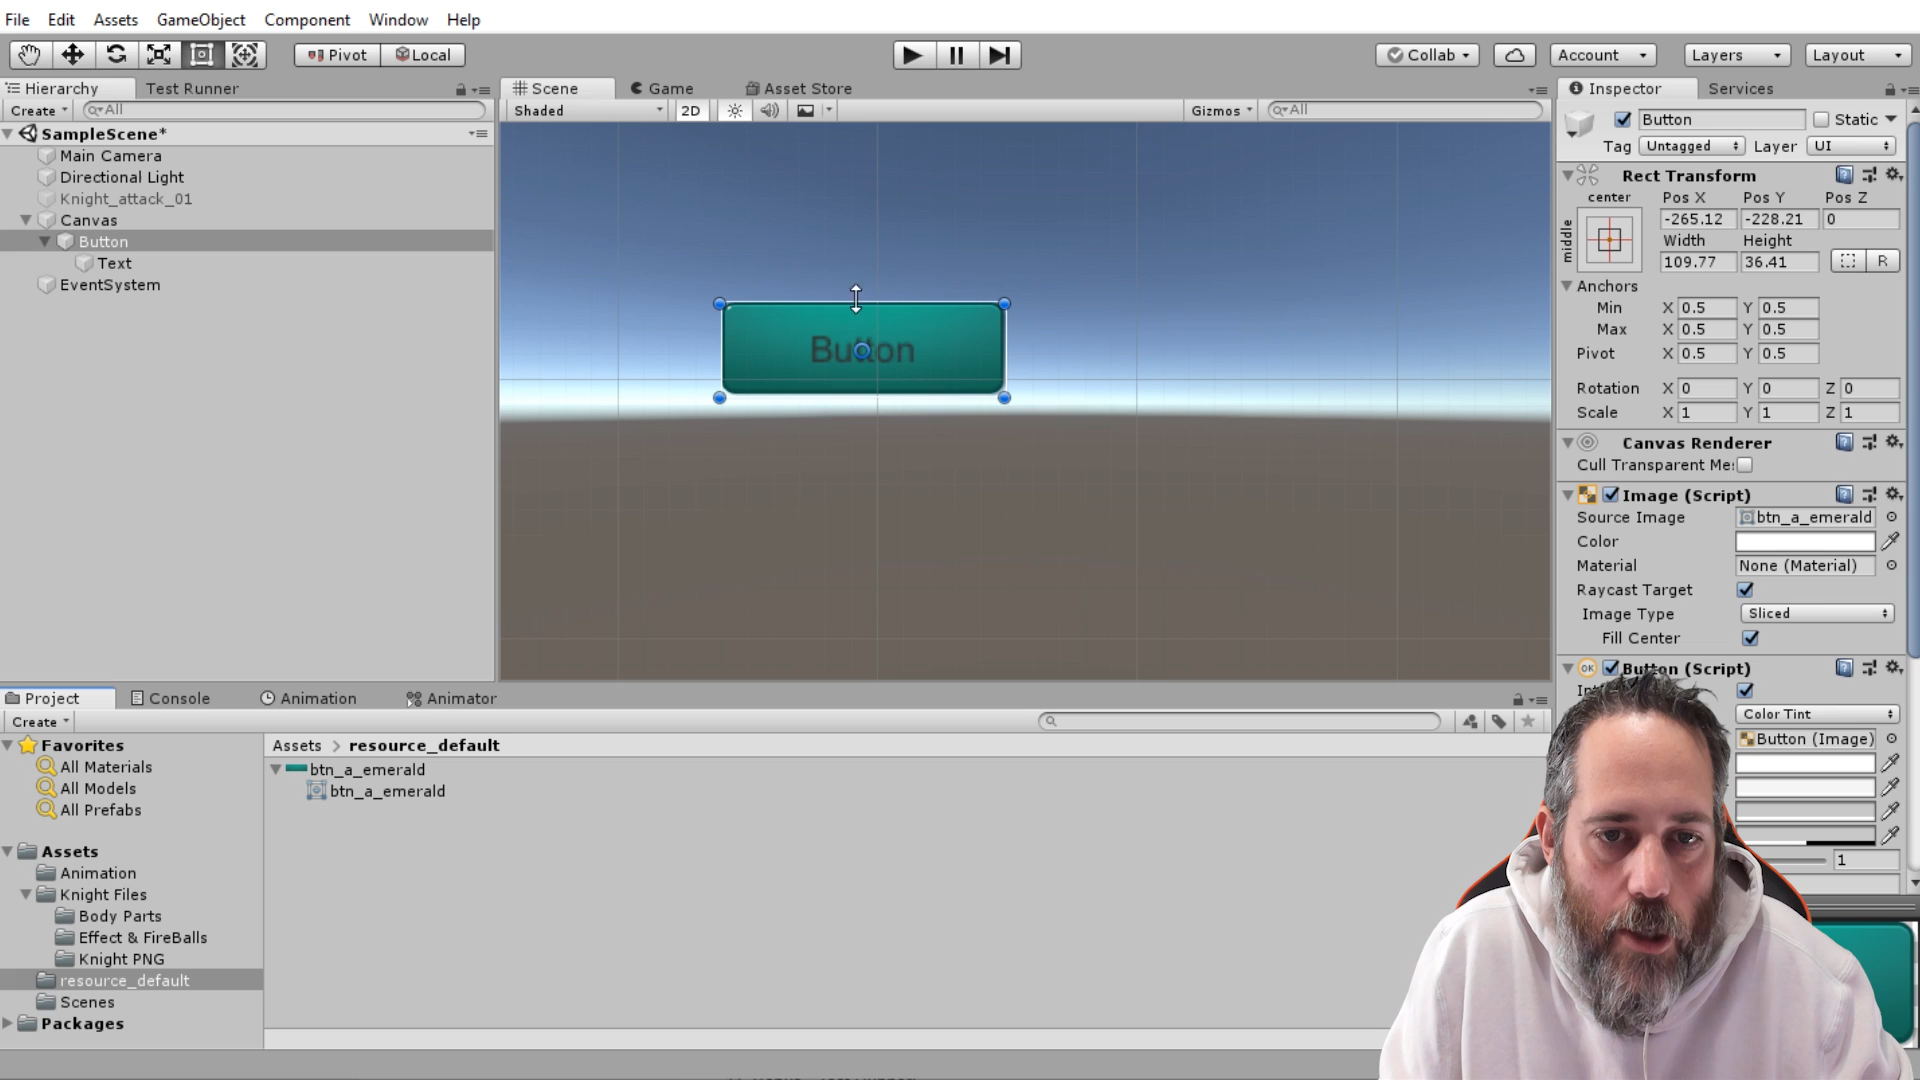 File Edit Assets GameObject Component Window Help
Pivot Local Collab Account Layers Layout
Hierarchy Test Runner
Create All
SampleScene*
Main Camera
Directional Light
Knight_attack_01
Canvas
Button
Text
EventSystem
Scene Game Asset Store
Shaded 2D Gizmos All
Button
Inspector Services
Button Static
Tag Untagged Layer UI
Rect Transform
center Pos X Pos Y Pos Z
middle -265.12 -228.21 0
Width Height
109.77 36.41 R
Anchors
Min X 0.5 Y 0.5
Max X 0.5 Y 0.5
Pivot X 0.5 Y 0.5
Rotation X 0 Y 0 Z 0
Scale X 1 Y 1 Z 1
Canvas Renderer
Cull Transparent Me
Image (Script)
Source Image btn_a_emerald
Color
Material None (Material)
Raycast Target
Image Type Sliced
Fill Center
OK Button (Script)
Color Tint
Button (Image)
1
Project Console Animation Animator
Create
Favorites
All Materials
All Models
All Prefabs
Assets
Animation
Knight Files
Body Parts
Effect & FireBalls
Knight PNG
resource_default
Scenes
Packages
Assets > resource_default
btn_a_emerald
btn_a_emerald